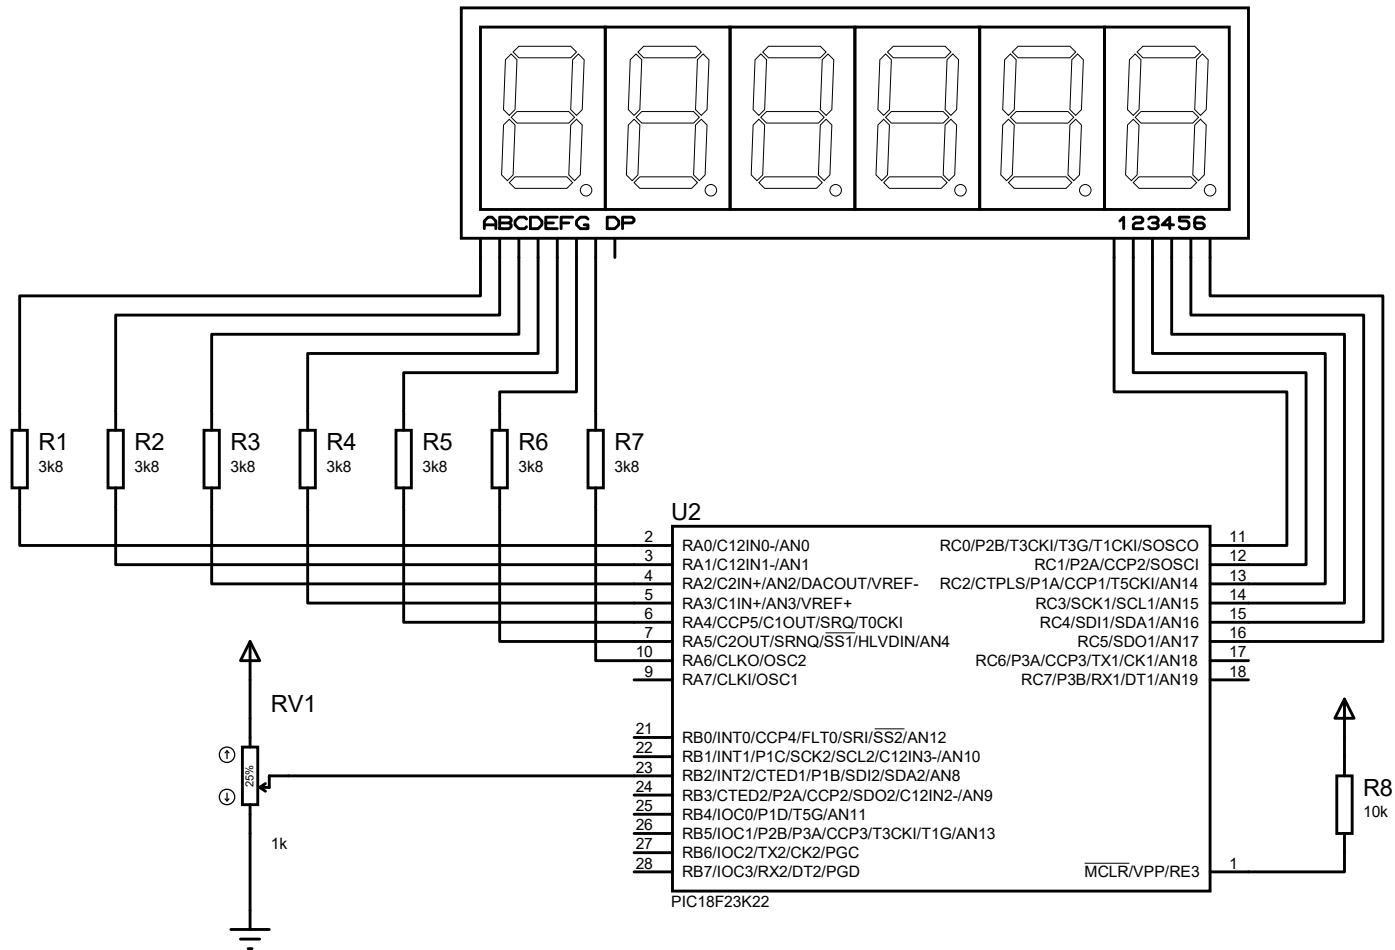 ABCDEFG DP
123456
R1
3k8
R2
3k8
R3
3k8
R4
3k8
R5
3k8
R6
3k8
R7
3k8
U2
2 RA0/C12IN0-/AN0
3 RA1/C12IN1-/AN1
4 RA2/C2IN+/AN2/DACOUT/VREF-
5 RA3/C1IN+/AN3/VREF+
6 RA4/CCP5/C1OUT/SRQ/T0CKI
7 RA5/C2OUT/SRNQ/SS1/HLVDIN/AN4
10 RA6/CLKO/OSC2
9 RA7/CLKI/OSC1
21 RB0/INT0/CCP4/FLT0/SRI/SS2/AN12
22 RB1/INT1/P1C/SCK2/SCL2/C12IN3-/AN10
23 RB2/INT2/CTED1/P1B/SDI2/SDA2/AN8
24 RB3/CTED2/P2A/CCP2/SDO2/C12IN2-/AN9
25 RB4/IOC0/P1D/T5G/AN11
26 RB5/IOC1/P2B/P3A/CCP3/T3CKI/T1G/AN13
27 RB6/IOC2/TX2/CK2/PGC
28 RB7/IOC3/RX2/DT2/PGD
RC0/P2B/T3CKI/T3G/T1CKI/SOSCO 11
RC1/P2A/CCP2/SOSCI 12
RC2/CTPLS/P1A/CCP1/T5CKI/AN14 13
RC3/SCK1/SCL1/AN15 14
RC4/SDI1/SDA1/AN16 15
RC5/SDO1/AN17 16
RC6/P3A/CCP3/TX1/CK1/AN18 17
RC7/P3B/RX1/DT1/AN19 18
MCLR/VPP/RE3 1
PIC18F23K22
RV1
25%
1k
R8
10k